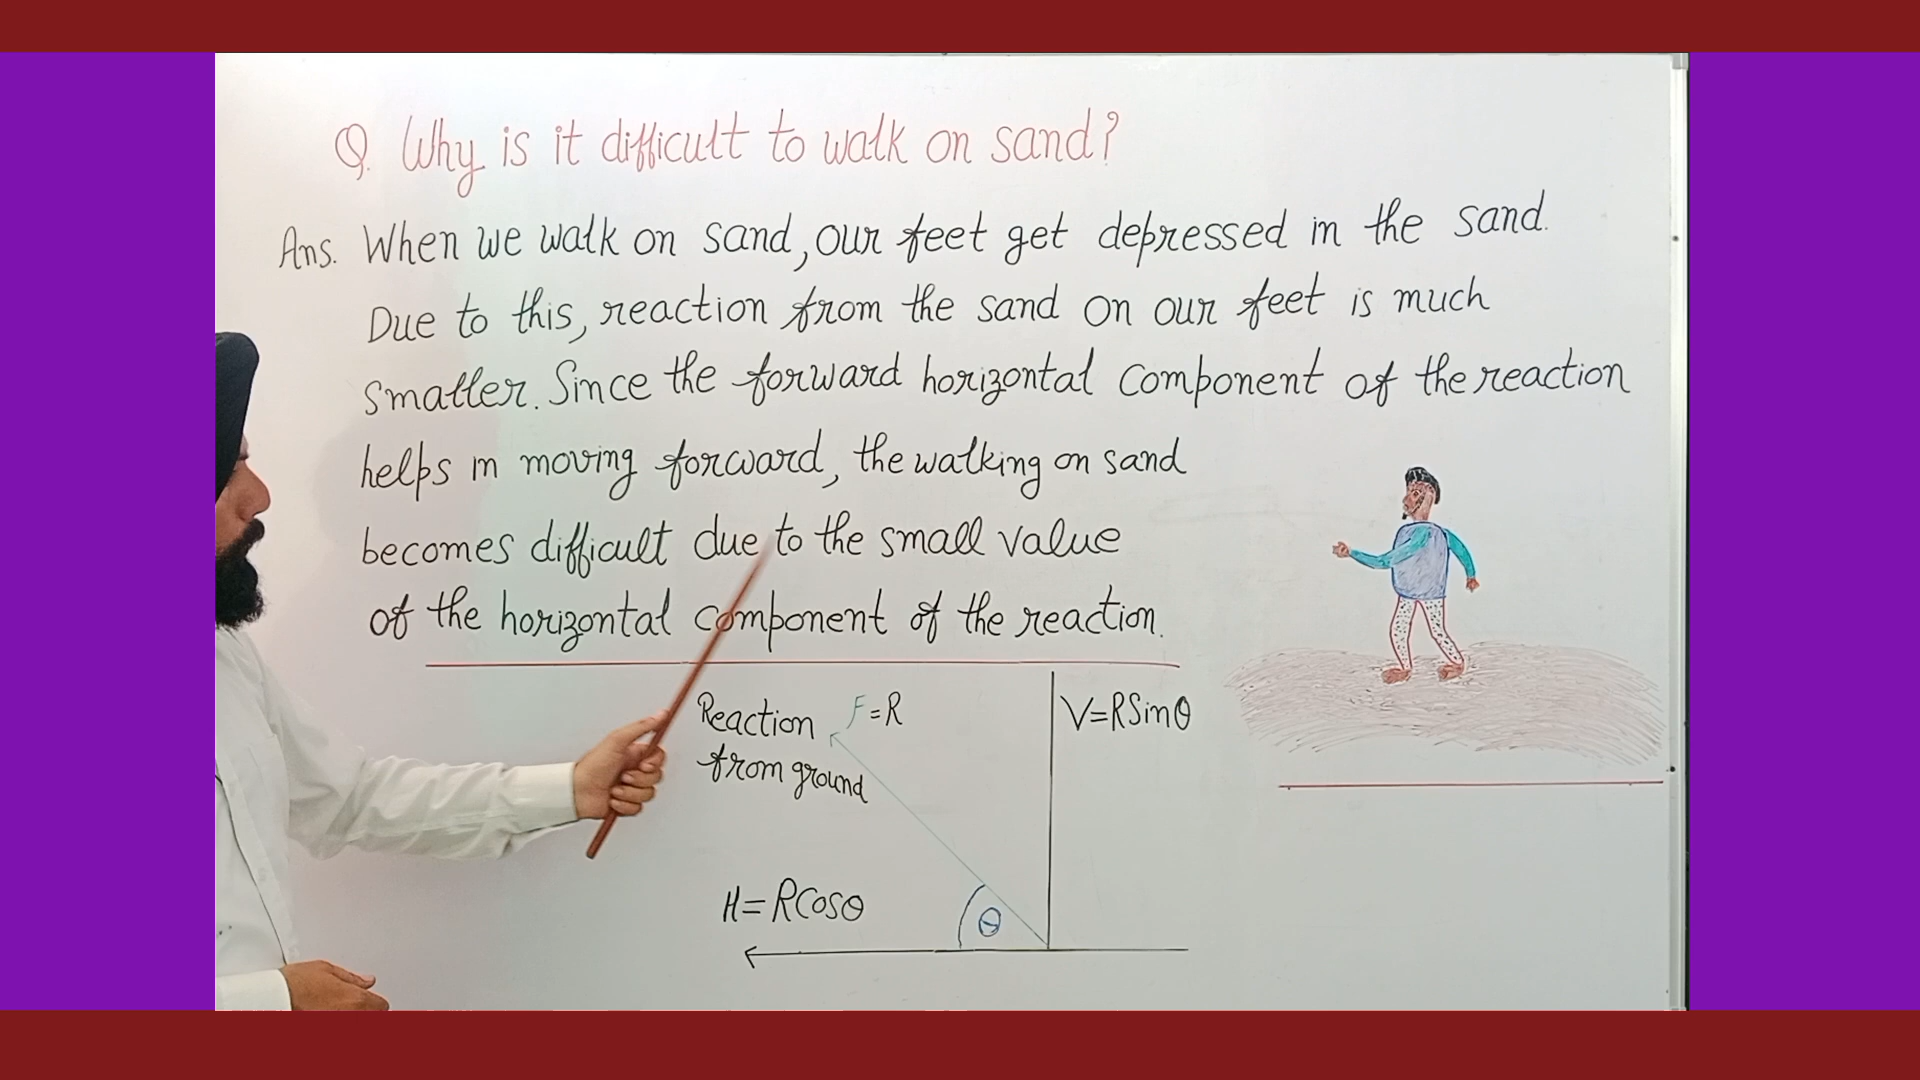 Q. Why is it difficult to walk on sand?
Ans. When we walk on sand, our feet get depressed in the sand.
Due to this, reaction from the sand on our feet is much
smaller. Since the forward horizontal component of the reaction
helps in moving forward, the walking on sand
becomes difficult due to the small value
of the horizontal component of the reaction.
Reaction F=R
from ground
V=RSinθ
H=RCosθ
θ